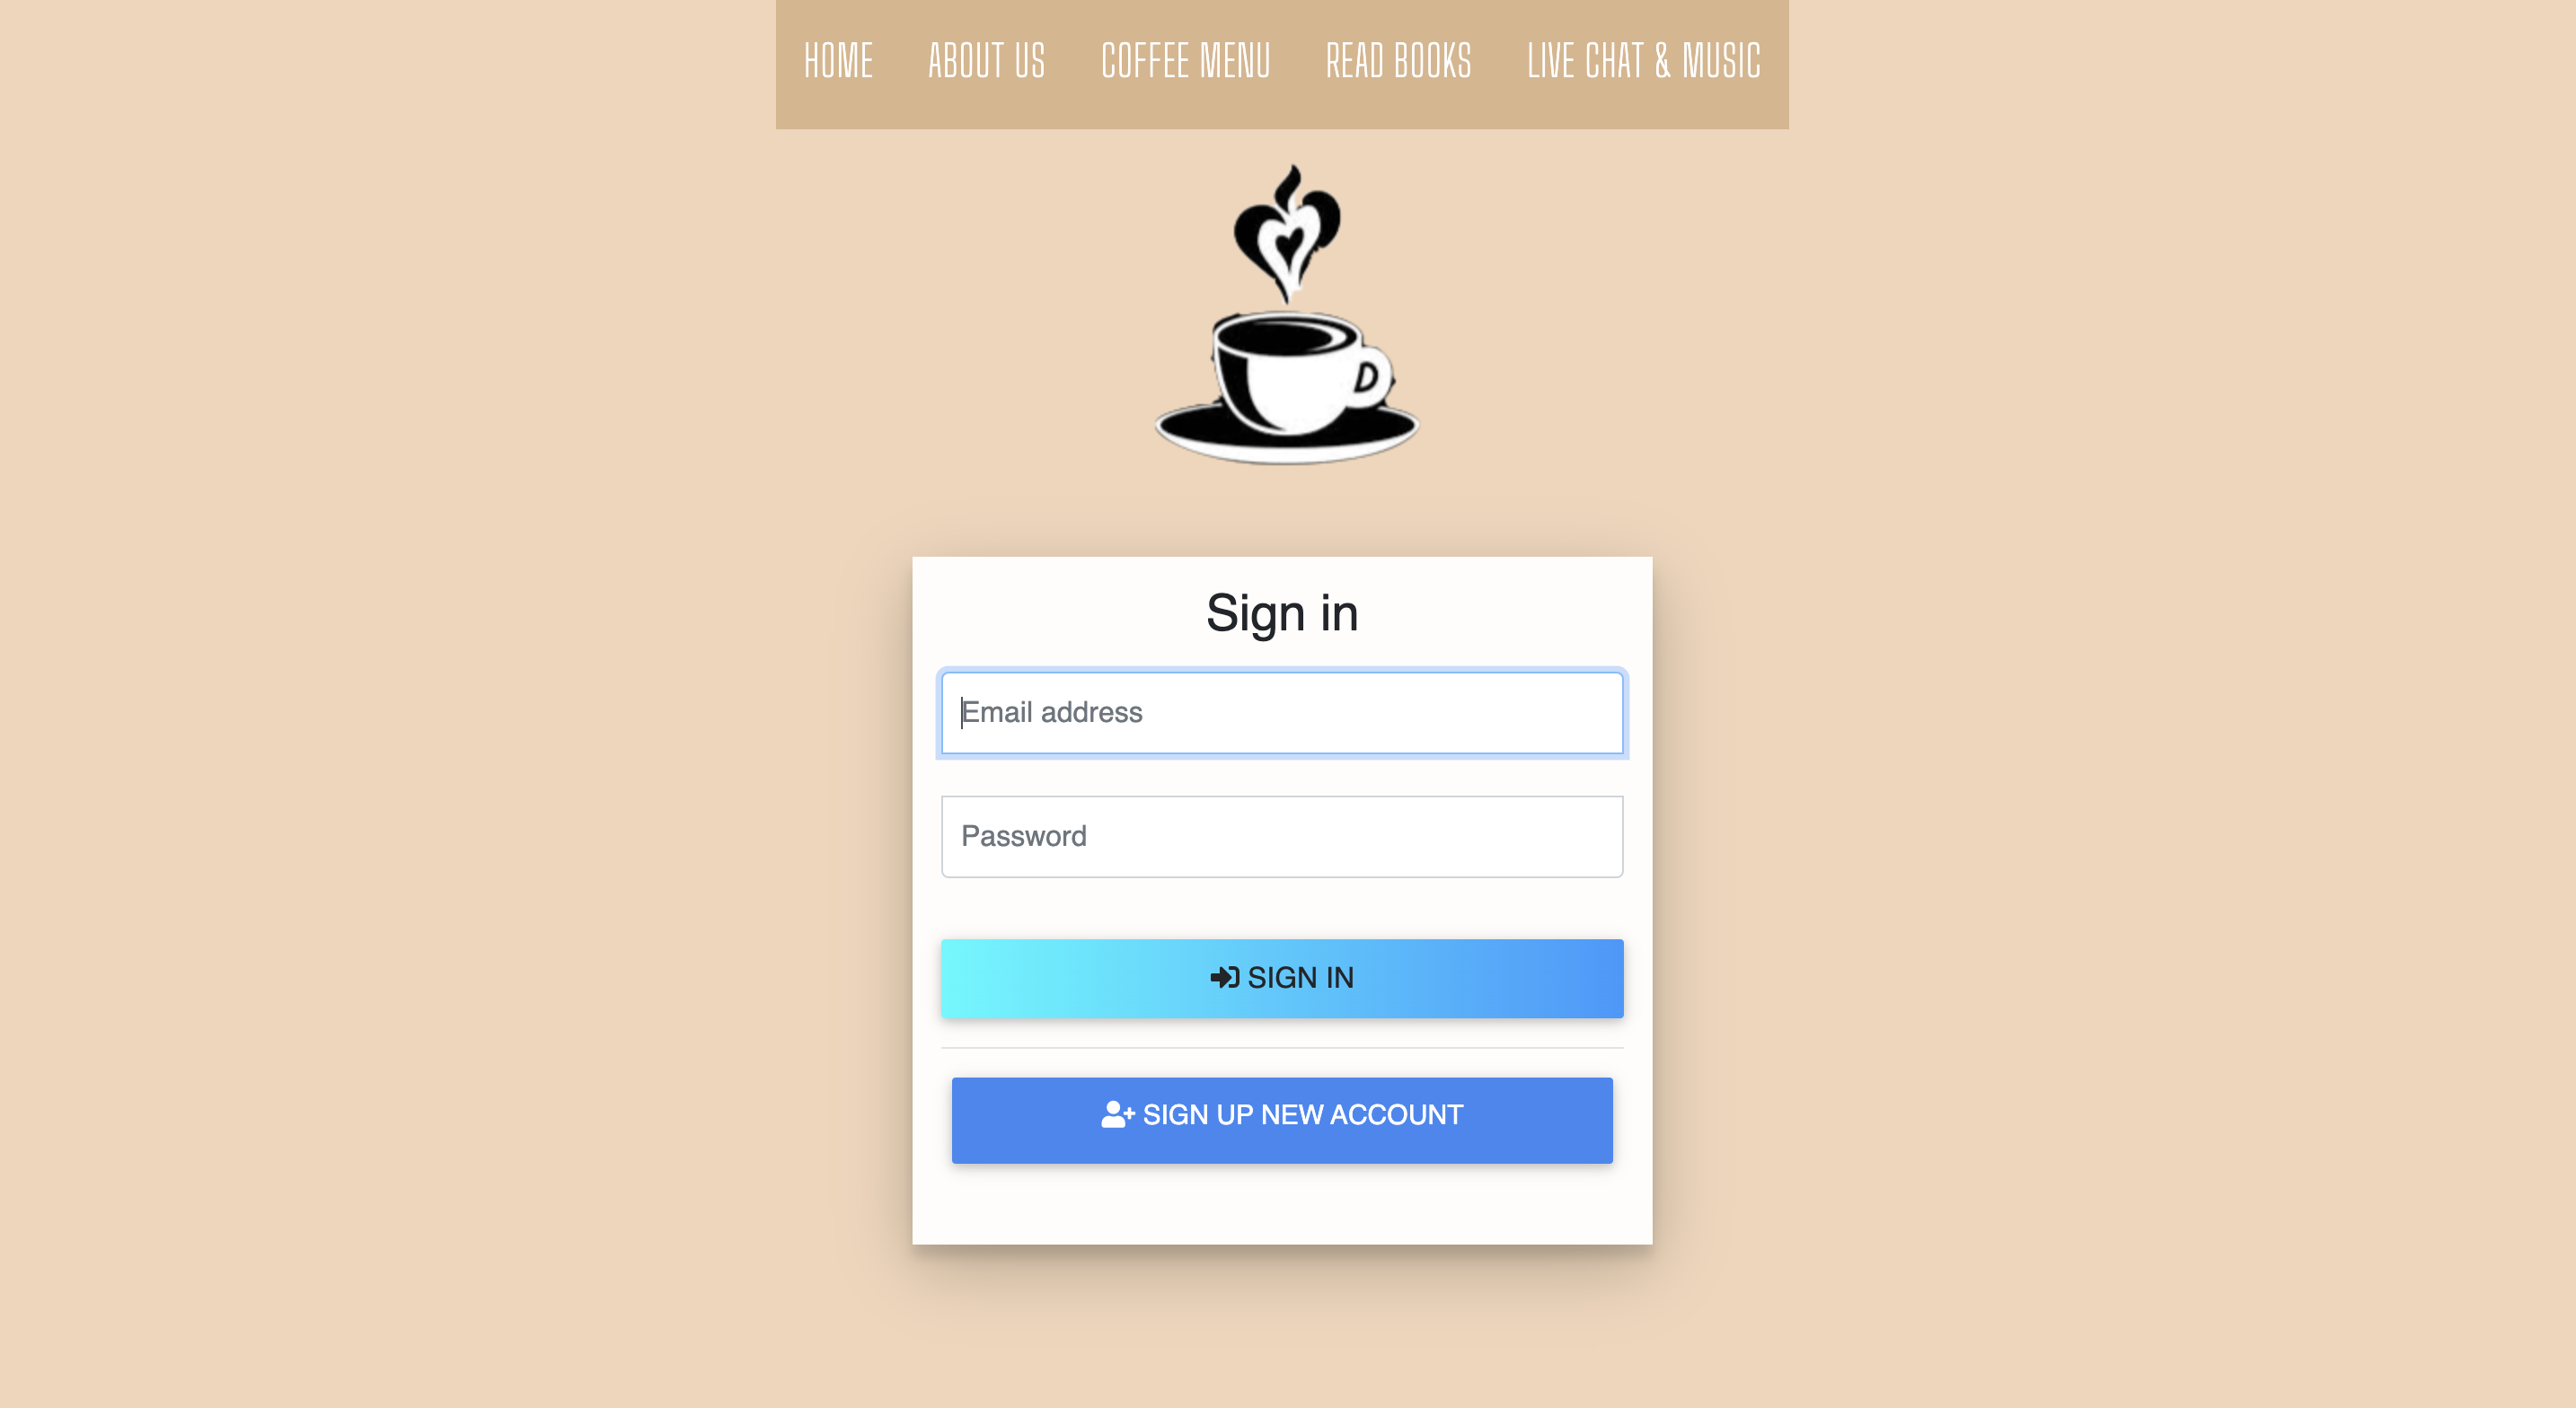 HOME ABOUT US COFFEE MENU READ BOOKS LIVE CHAT & MUSIC
D
Sign in
Email address
Password
SIGN IN
SIGN UP NEW ACCOUNT